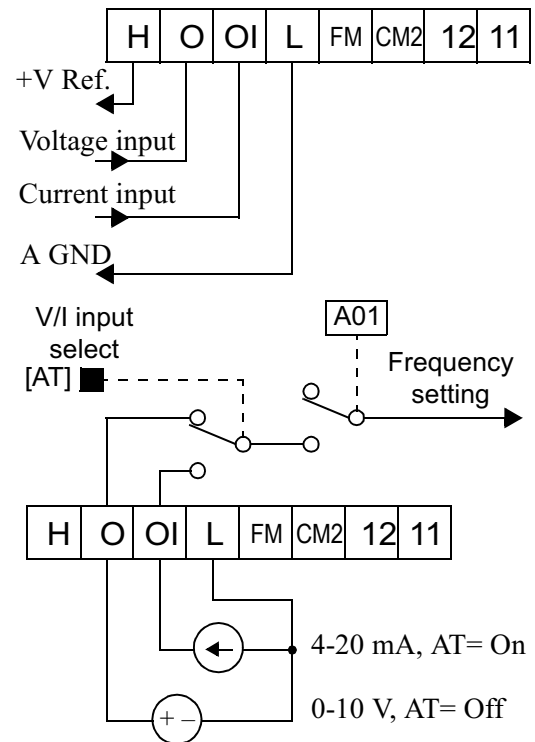 H O OI L FM CM2 12 11
+V Ref.
Voltage input
Current input
A GND
V/I input
select
[AT]
A01
Frequency
setting
H O OI L FM CM2 12 11
4-20 mA, AT= On
+ –
0-10 V, AT= Off